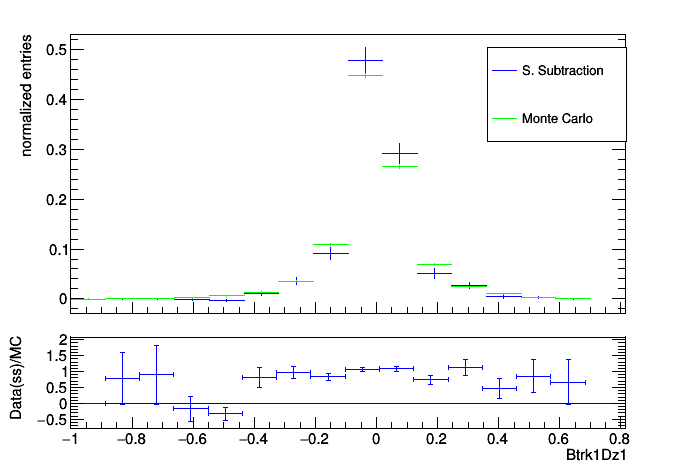 normalized entries
0.5
0.4
0.3
0.2
0.1
0
S. Subtraction
Monte Carlo
Data(ss)/MC
2
1.5
1
0.5
0
−0.5
−1 −0.8 −0.6 −0.4 −0.2 0 0.2 0.4 0.6 0.8
Btrk1Dz1